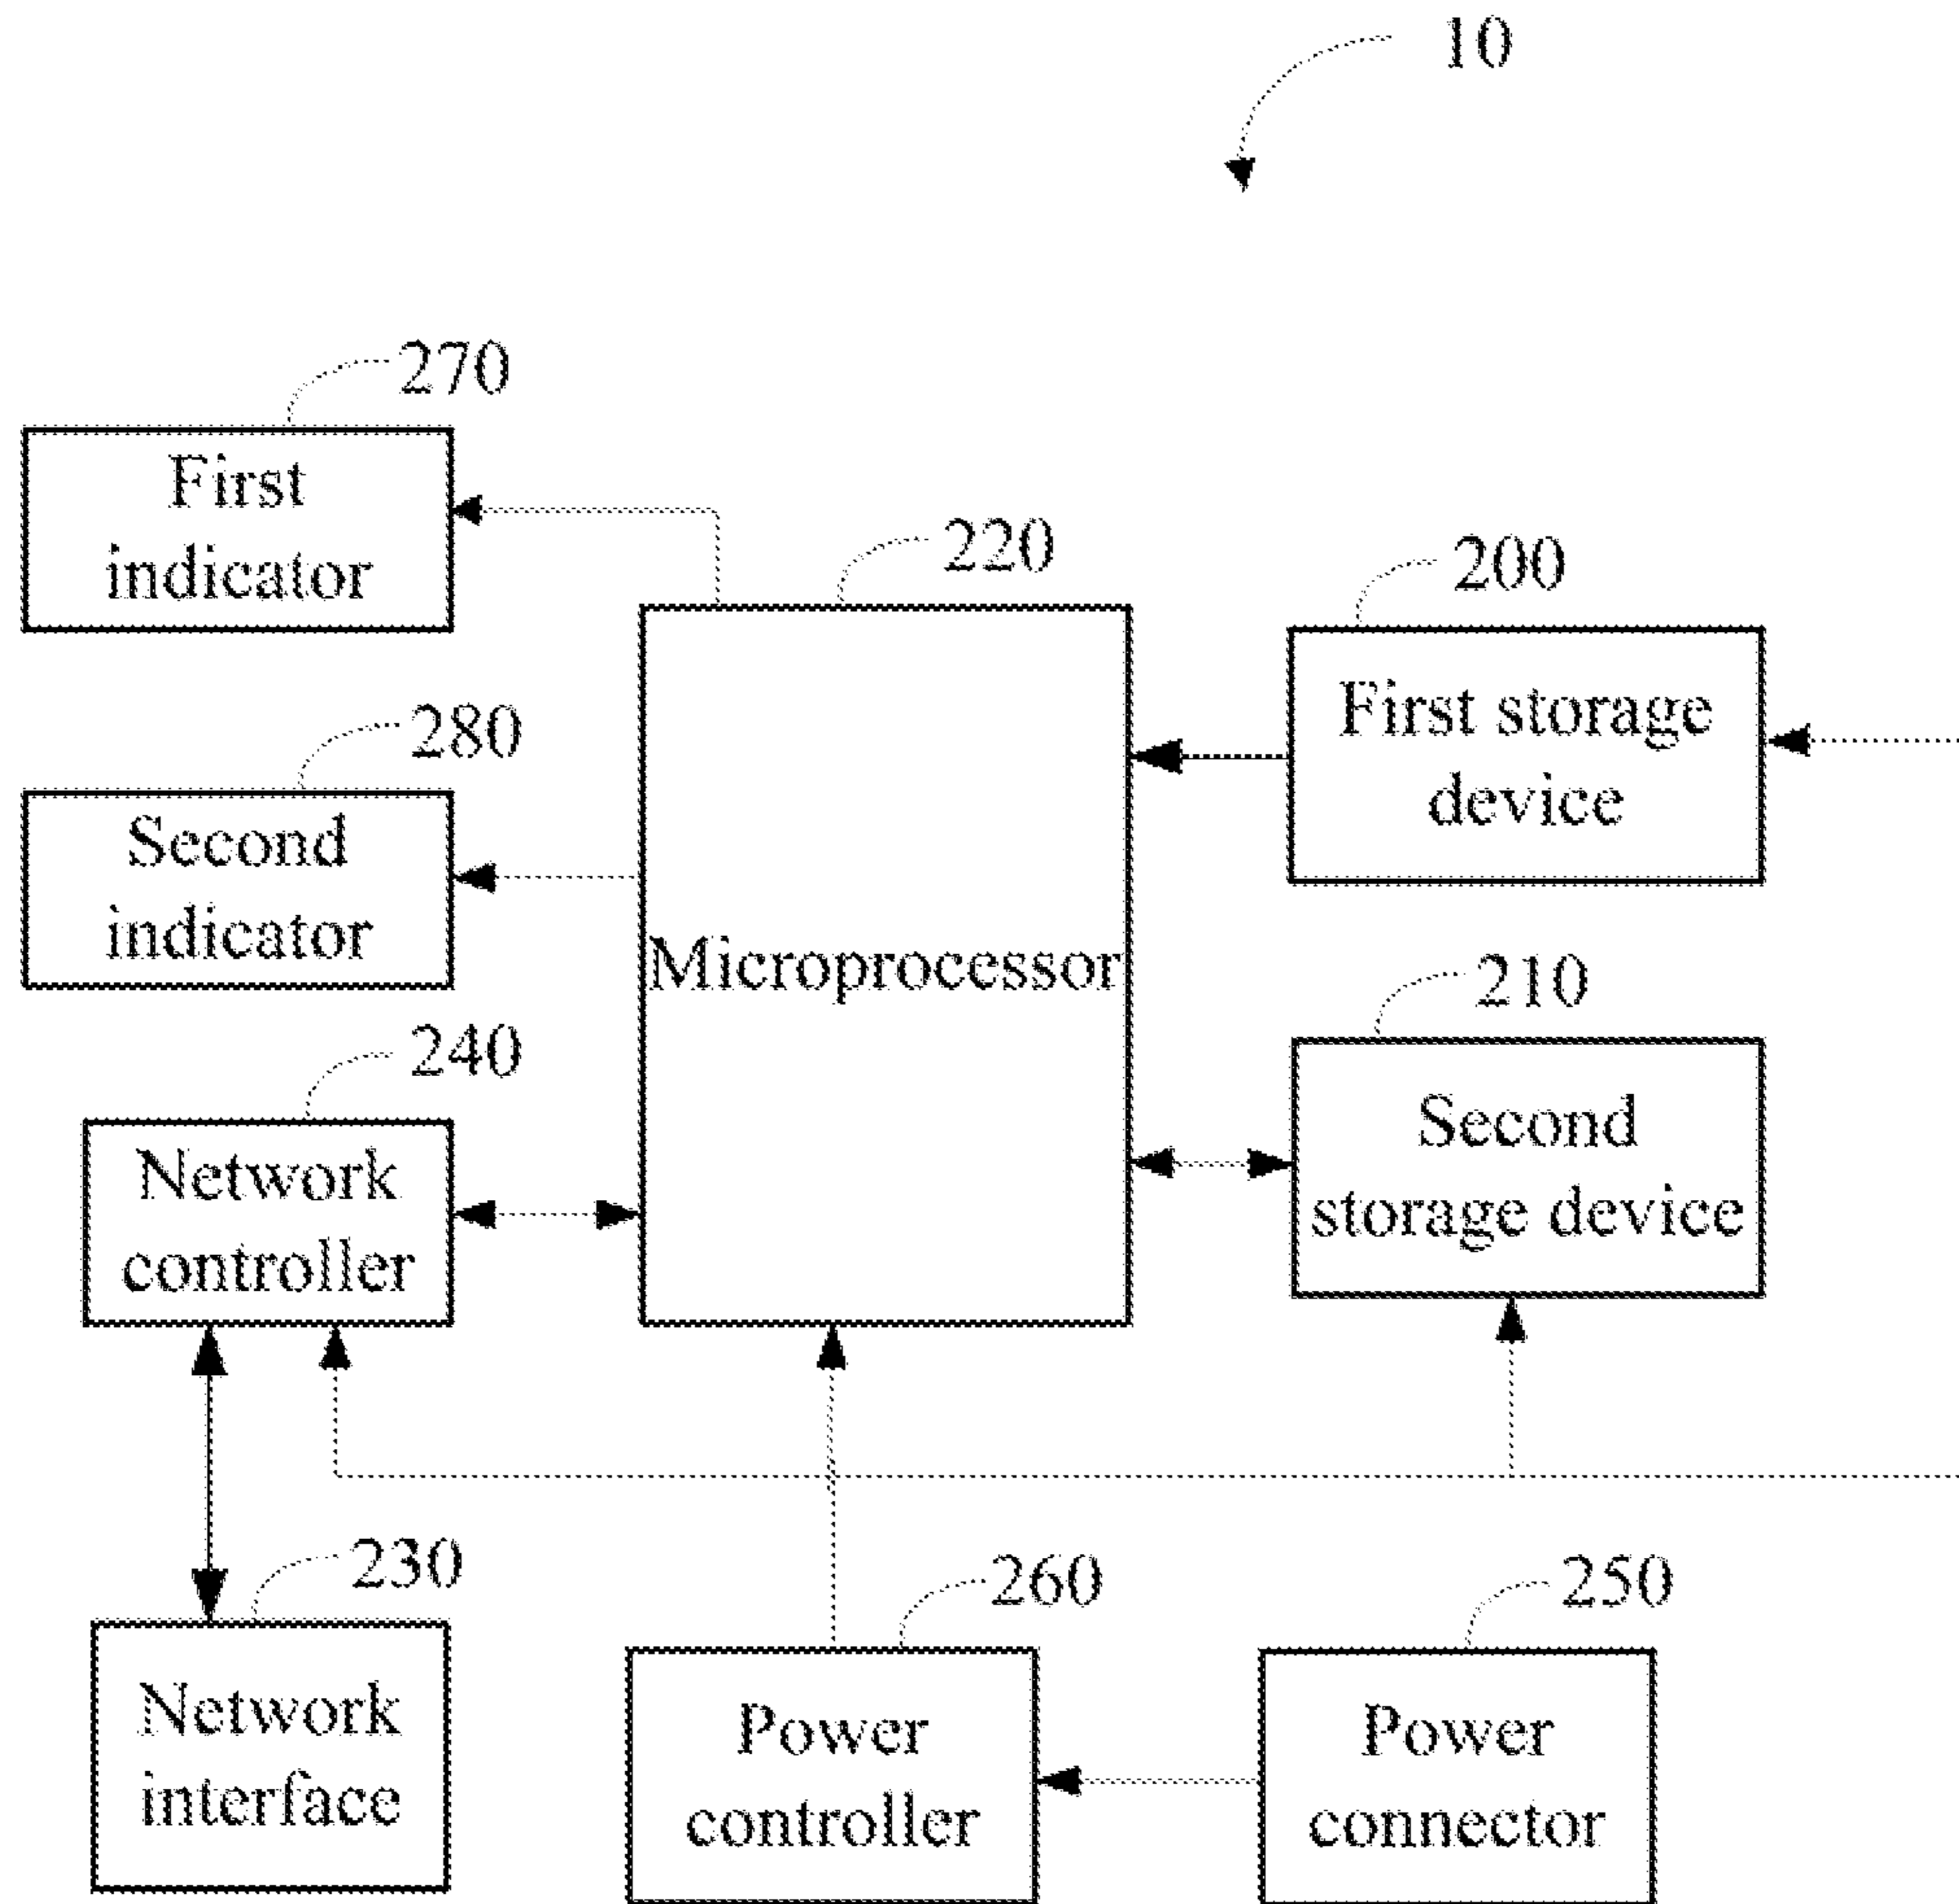 10
270
First
indicator
220
200
First storage
device
280
Second
indicator
Microprocessor
210
Second
storage device
240
Network
controller
230
Network
interface
260
Power
controller
250
Power
connector